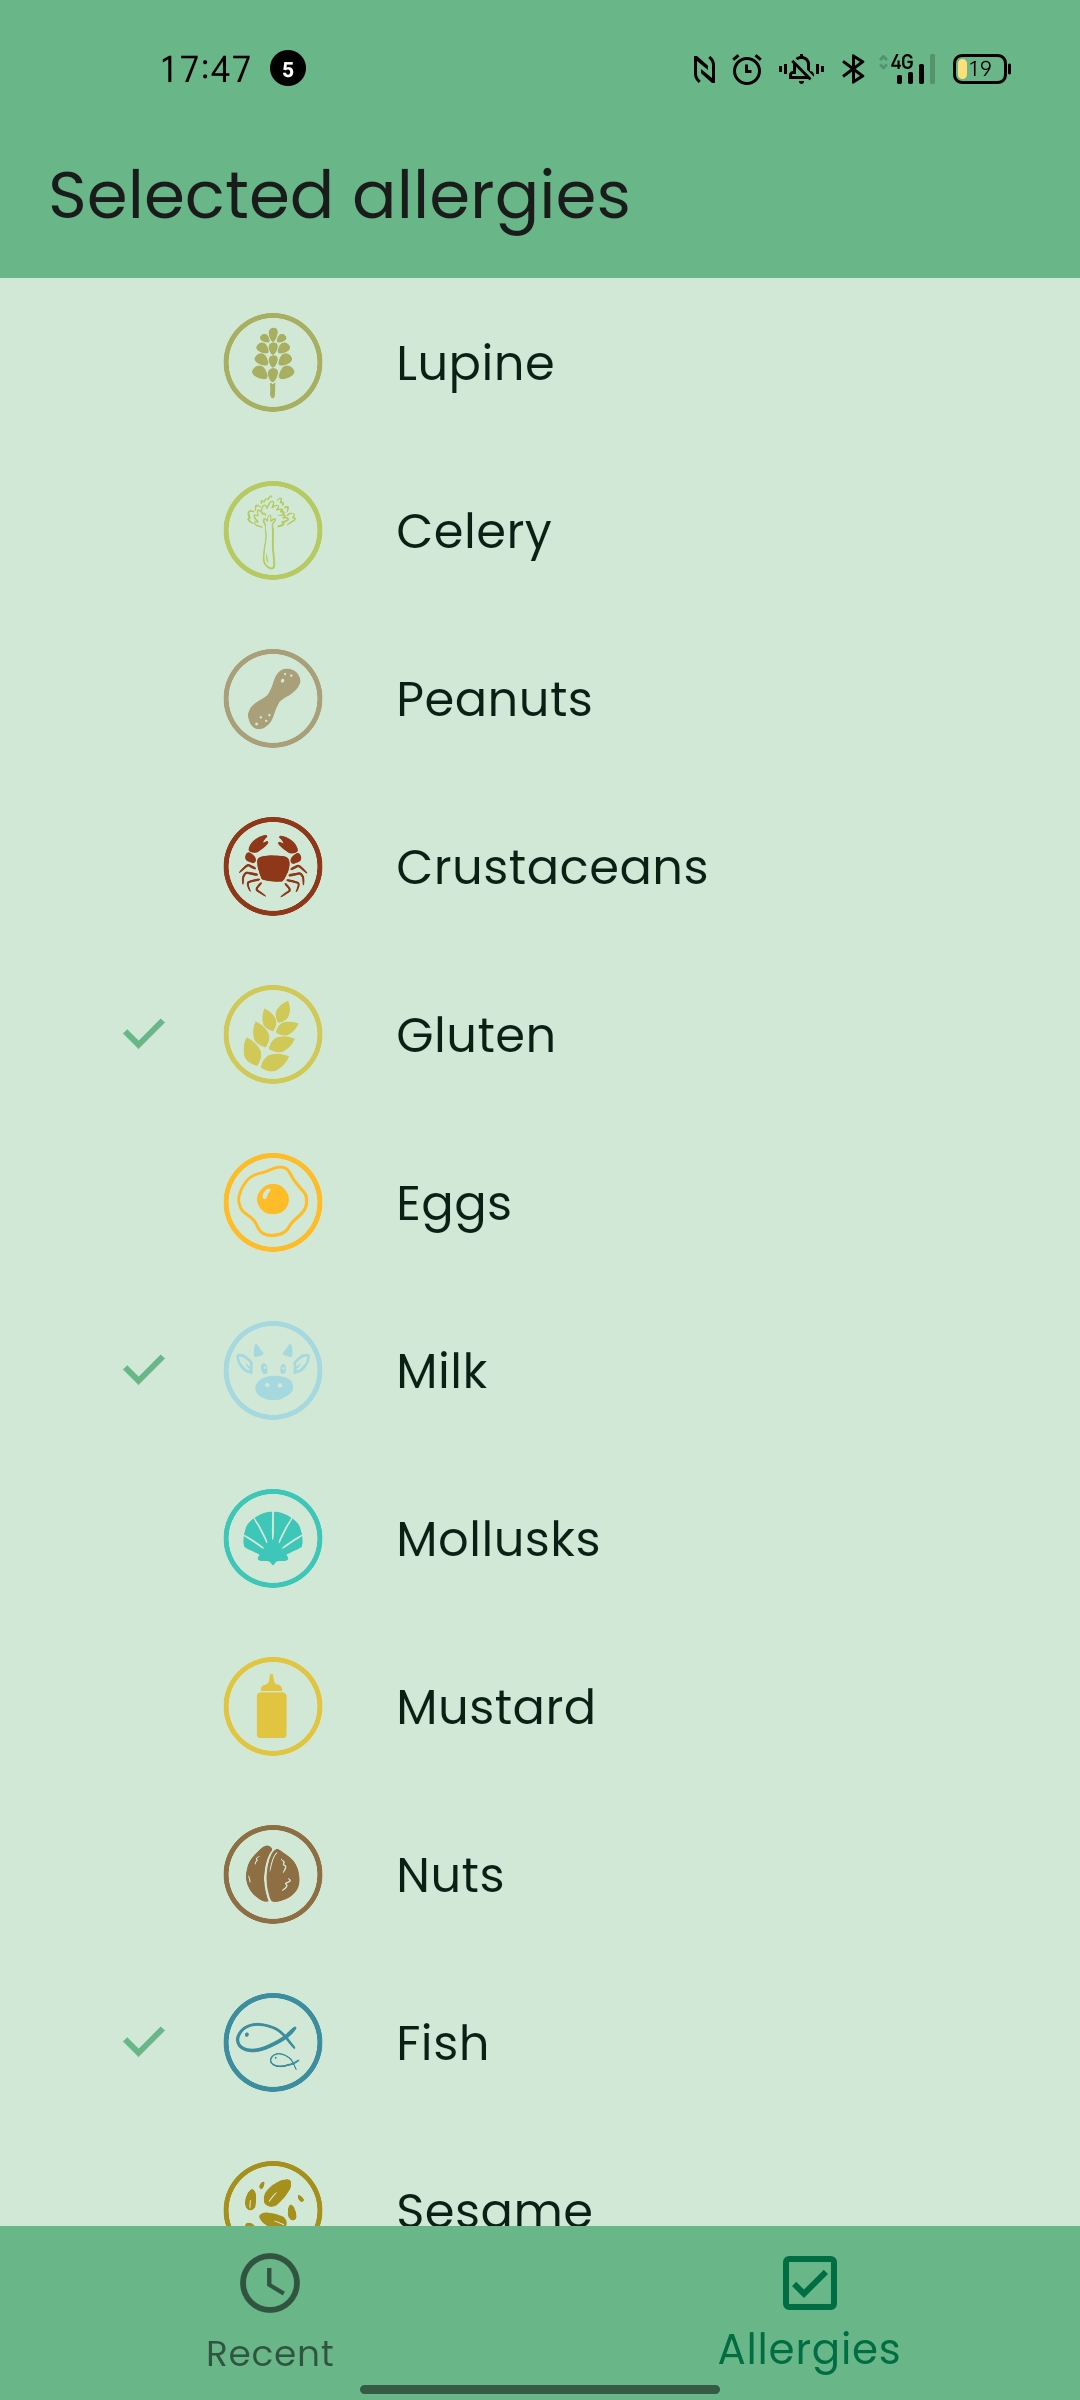 17:47 5 4G 19
Selected allergies
Lupine
Celery
Peanuts
Crustaceans
Gluten
Eggs
Milk
Mollusks
Mustard
Nuts
Fish
Sesame
Recent Allergies